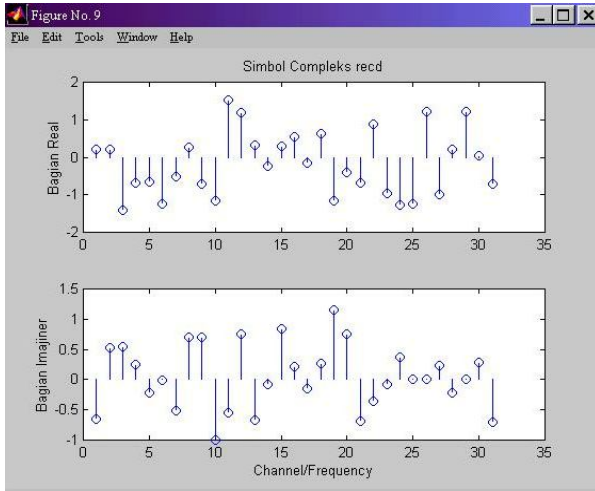 Figure No. 9
File Edit Tools Window Help
Simbol Compleks recd
Bagian Real
2
1
0
-1
-2
0 5 10 15 20 25 30 35
Bagian Imajiner
1.5
1
0.5
0
-0.5
-1
0 5 10 15 20 25 30 35
Channel/Frequency